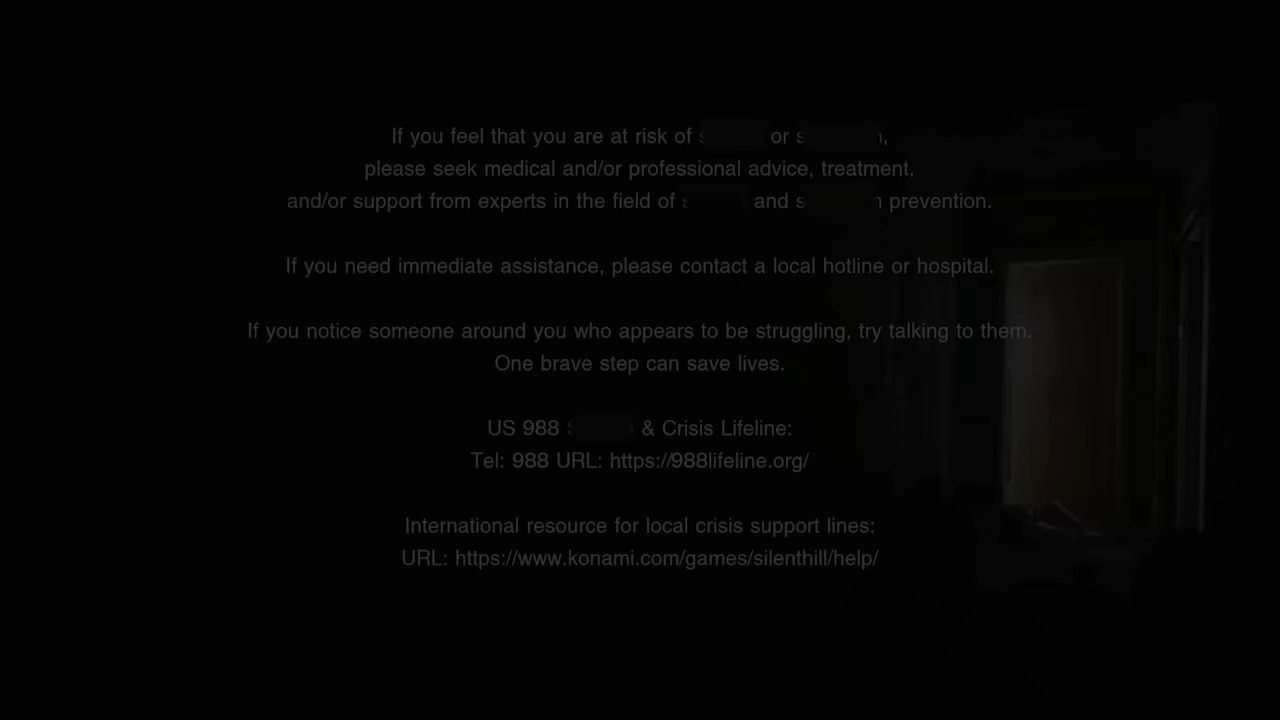 If you feel that you are at risk of or
please seek medical and/or professional advice, treatment,
and/or support from experts in the field of and prevention.
If you need immediate assistance, please contact a local hotline or hospital.
If you notice someone around you who appears to be struggling, try talking to them.
One brave step can save lives.
US 988 & Crisis Lifeline:
Tel: 988 URL: https://988lifeline.org/
International resource for local crisis support lines:
URL: https://www.konami.com/games/silenthill/help/